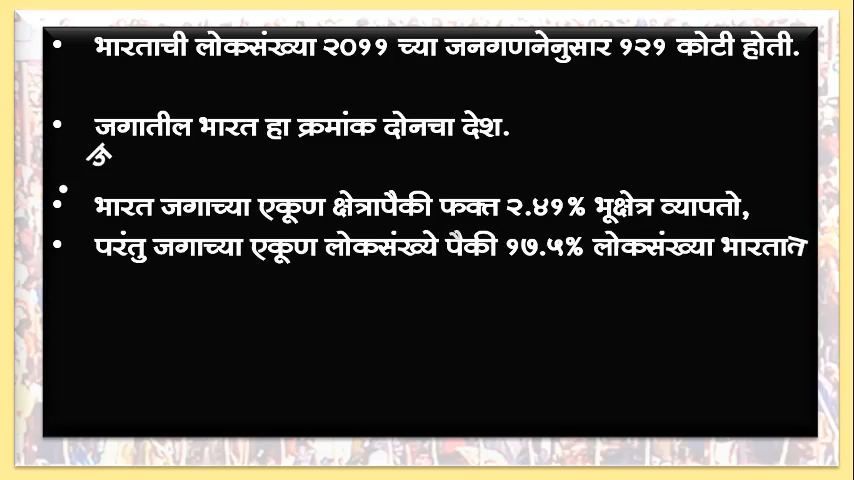 • भारताची लोकसंख्या २०११ च्या जनगणनेनुसार १२१ कोटी होती.
• जगातील भारत हा क्रमांक दोनचा देश.
• भारत जगाच्या एकूण क्षेत्रापैकी फक्त २.४१% भूक्षेत्र व्यापतो,
• परंतु जगाच्या एकूण लोकसंख्ये पैकी १७.५% लोकसंख्या भारतात